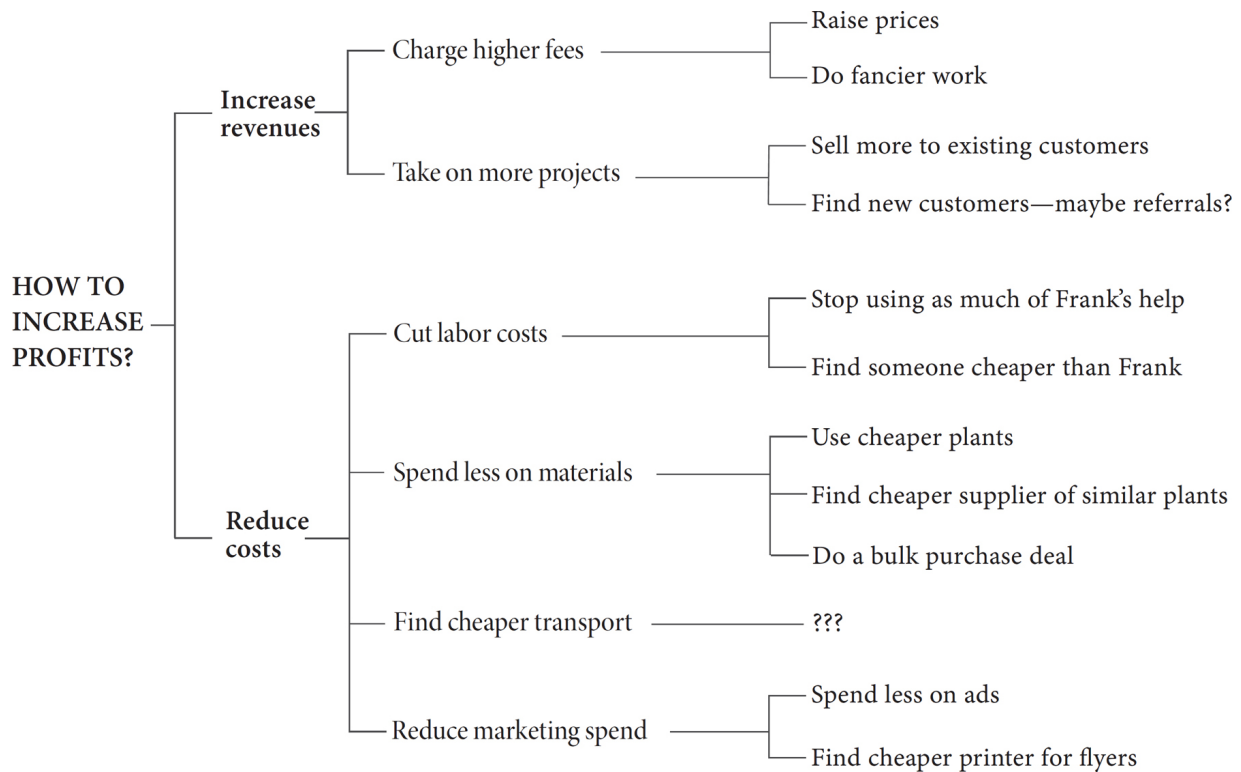 HOW TO
INCREASE
PROFITS?
Increase
revenues
Charge higher fees
Raise prices
Do fancier work
Take on more projects
Sell more to existing customers
Find new customers—maybe referrals?
Reduce
costs
Cut labor costs
Stop using as much of Frank’s help
Find someone cheaper than Frank
Spend less on materials
Use cheaper plants
Find cheaper supplier of similar plants
Do a bulk purchase deal
Find cheaper transport
???
Reduce marketing spend
Spend less on ads
Find cheaper printer for flyers